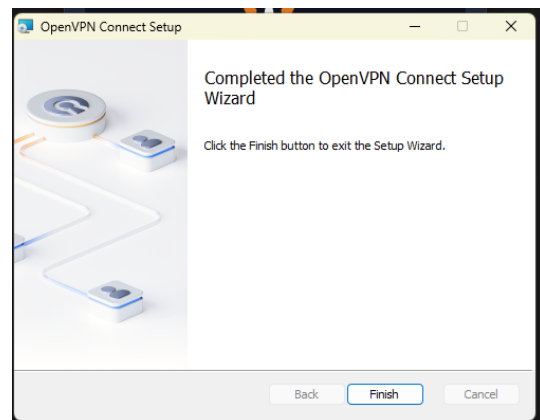 OpenVPN Connect Setup
Completed the OpenVPN Connect Setup
Wizard
Click the Finish button to exit the Setup Wizard.
Back
Finish
Cancel